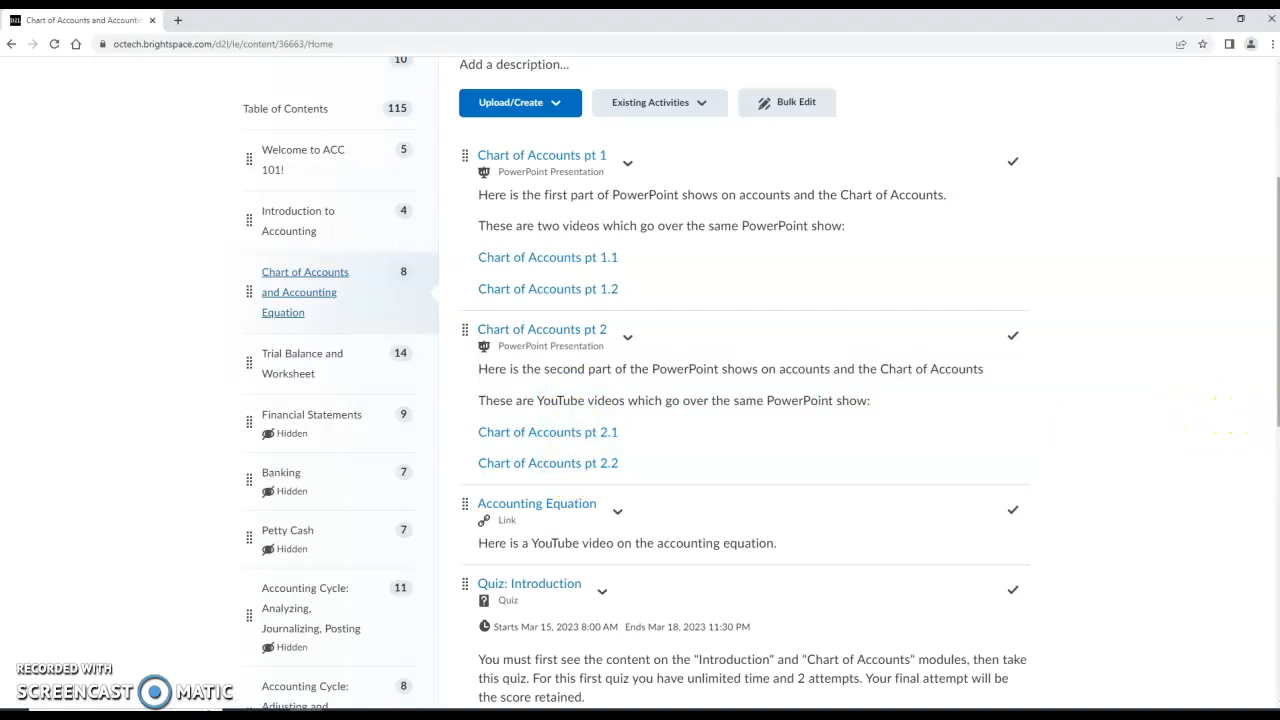 D2L Chart of Accounts and Accounti
octech.brightspace.com/d2l/le/content/36663/Home
10
Table of Contents 115
Welcome to ACC 5
101!
Introduction to 4
Accounting
Chart of Accounts 8
and Accounting
Equation
Trial Balance and 14
Worksheet
Financial Statements 9
Hidden
Banking 7
Hidden
Petty Cash 7
Hidden
Accounting Cycle: 11
Analyzing,
Journalizing, Posting
Hidden
Accounting Cycle: 8
Adjusting and
Add a description...
Upload/Create Existing Activities Bulk Edit
Chart of Accounts pt 1
PowerPoint Presentation
Here is the first part of PowerPoint shows on accounts and the Chart of Accounts.
These are two videos which go over the same PowerPoint show:
Chart of Accounts pt 1.1
Chart of Accounts pt 1.2
Chart of Accounts pt 2
PowerPoint Presentation
Here is the second part of the PowerPoint shows on accounts and the Chart of Accounts
These are YouTube videos which go over the same PowerPoint show:
Chart of Accounts pt 2.1
Chart of Accounts pt 2.2
Accounting Equation
Link
Here is a YouTube video on the accounting equation.
Quiz: Introduction
Quiz
Starts Mar 15, 2023 8:00 AM Ends Mar 18, 2023 11:30 PM
You must first see the content on the "Introduction" and "Chart of Accounts" modules, then take
this quiz. For this first quiz you have unlimited time and 2 attempts. Your final attempt will be
the score retained.
RECORDED WITH
SCREENCAST MATIC